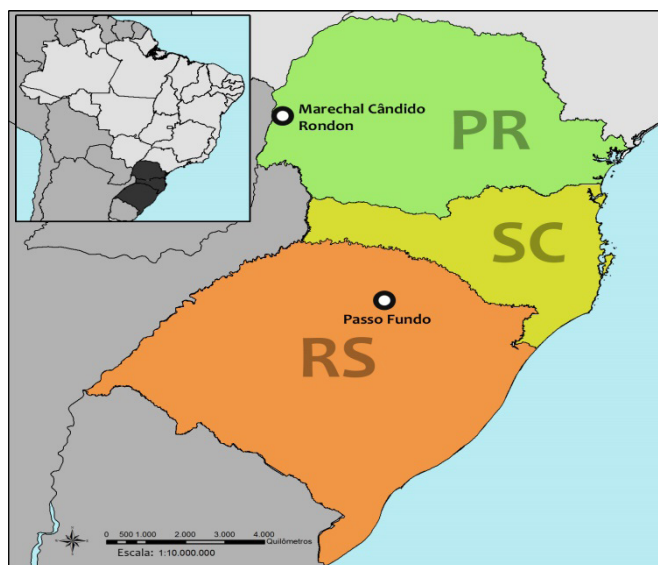 Marechal Cândido
Rondon
PR
SC
Passo Fundo
RS
0 500 1.000 2.000 3.000 4.000
Quilômetros
Escala: 1:10.000.000